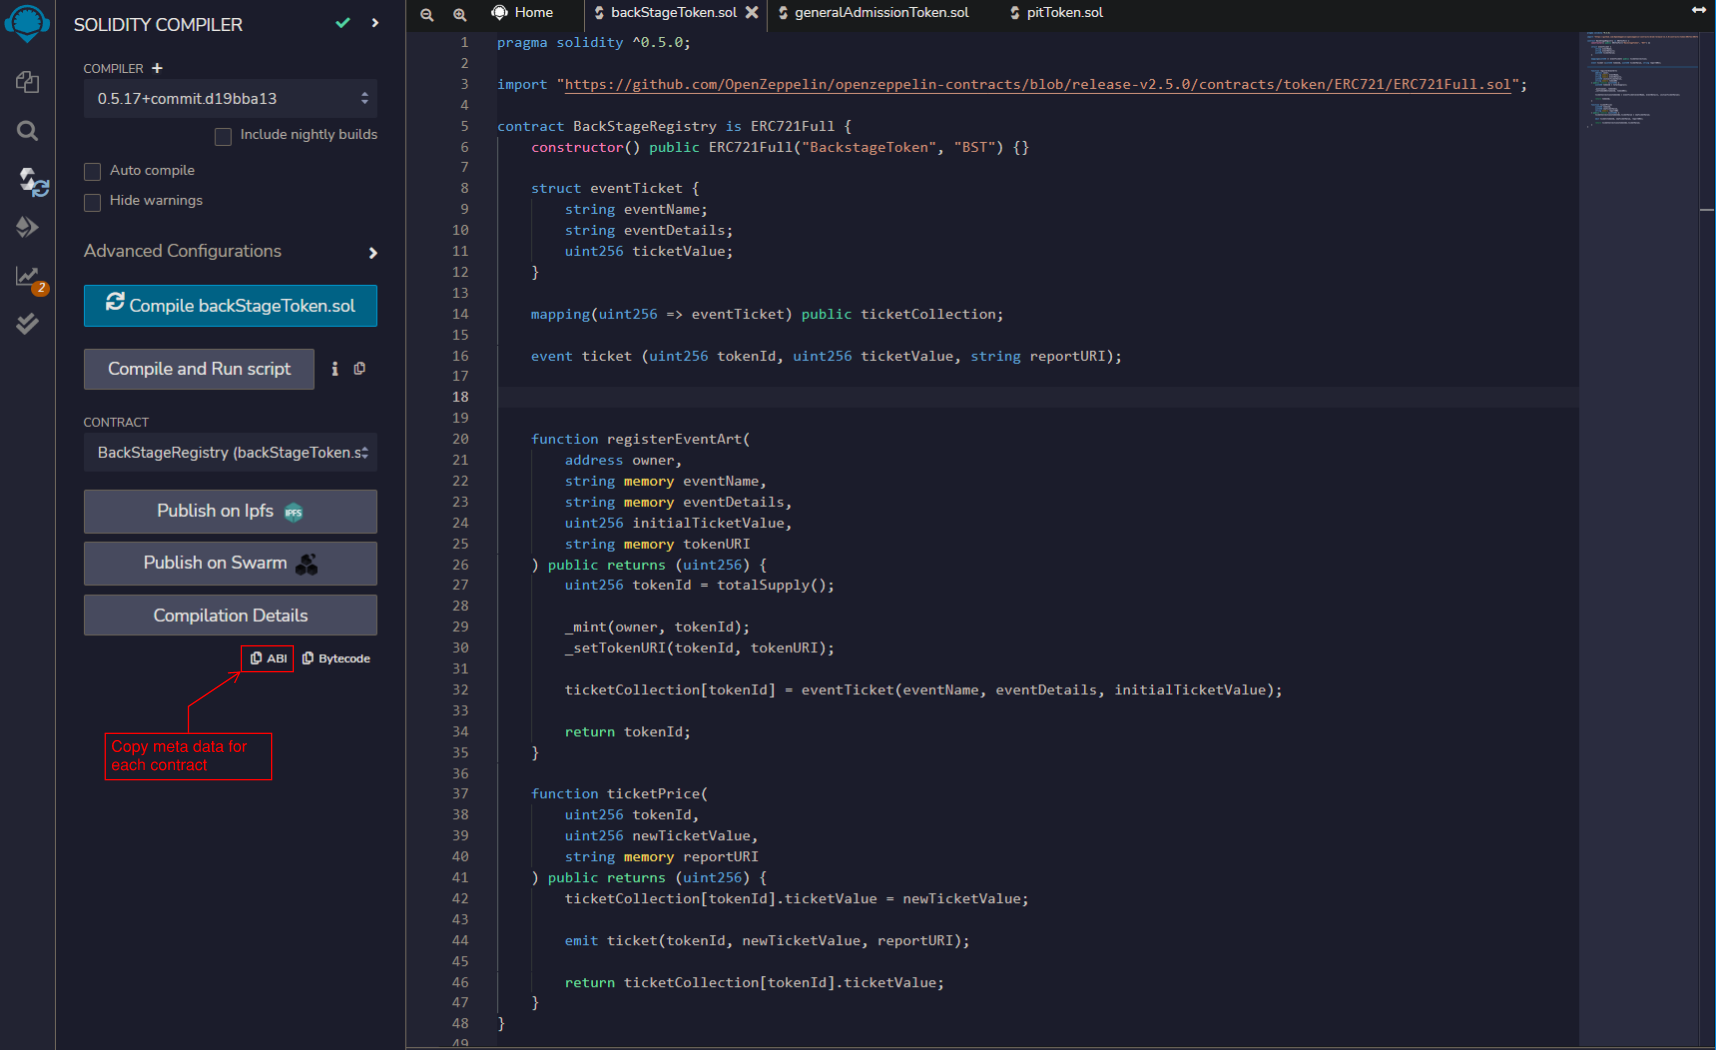 SOLIDITY COMPILER
COMPILER +
0.5.17+commit.d19bba13
Include nightly builds
Auto compile
Hide warnings
Advanced Configurations
Compile backStageToken.sol
Compile and Run script
CONTRACT
BackStageRegistry (backStageToken.s
Publish on Ipfs IPFS
Publish on Swarm
Compilation Details
ABI Bytecode
Copy meta data for
each contract
2
Home backStageToken.sol generalAdmissionToken.sol pitToken.sol
1 pragma solidity ^0.5.0;
2
3 import "https://github.com/OpenZeppelin/openzeppelin-contracts/blob/release-v2.5.0/contracts/token/ERC721/ERC721Full.sol";
4
5 contract BackStageRegistry is ERC721Full {
6 constructor() public ERC721Full("BackstageToken", "BST") {}
7
8 struct eventTicket {
9 string eventName;
10 string eventDetails;
11 uint256 ticketValue;
12 }
13
14 mapping(uint256 => eventTicket) public ticketCollection;
15
16 event ticket (uint256 tokenId, uint256 ticketValue, string reportURI);
17
18
19
20 function registerEventArt(
21 address owner,
22 string memory eventName,
23 string memory eventDetails,
24 uint256 initialTicketValue,
25 string memory tokenURI
26 ) public returns (uint256) {
27 uint256 tokenId = totalSupply();
28
29 _mint(owner, tokenId);
30 _setTokenURI(tokenId, tokenURI);
31
32 ticketCollection[tokenId] = eventTicket(eventName, eventDetails, initialTicketValue);
33
34 return tokenId;
35 }
36
37 function ticketPrice(
38 uint256 tokenId,
39 uint256 newTicketValue,
40 string memory reportURI
41 ) public returns (uint256) {
42 ticketCollection[tokenId].ticketValue = newTicketValue;
43
44 emit ticket(tokenId, newTicketValue, reportURI);
45
46 return ticketCollection[tokenId].ticketValue;
47 }
48 }
49